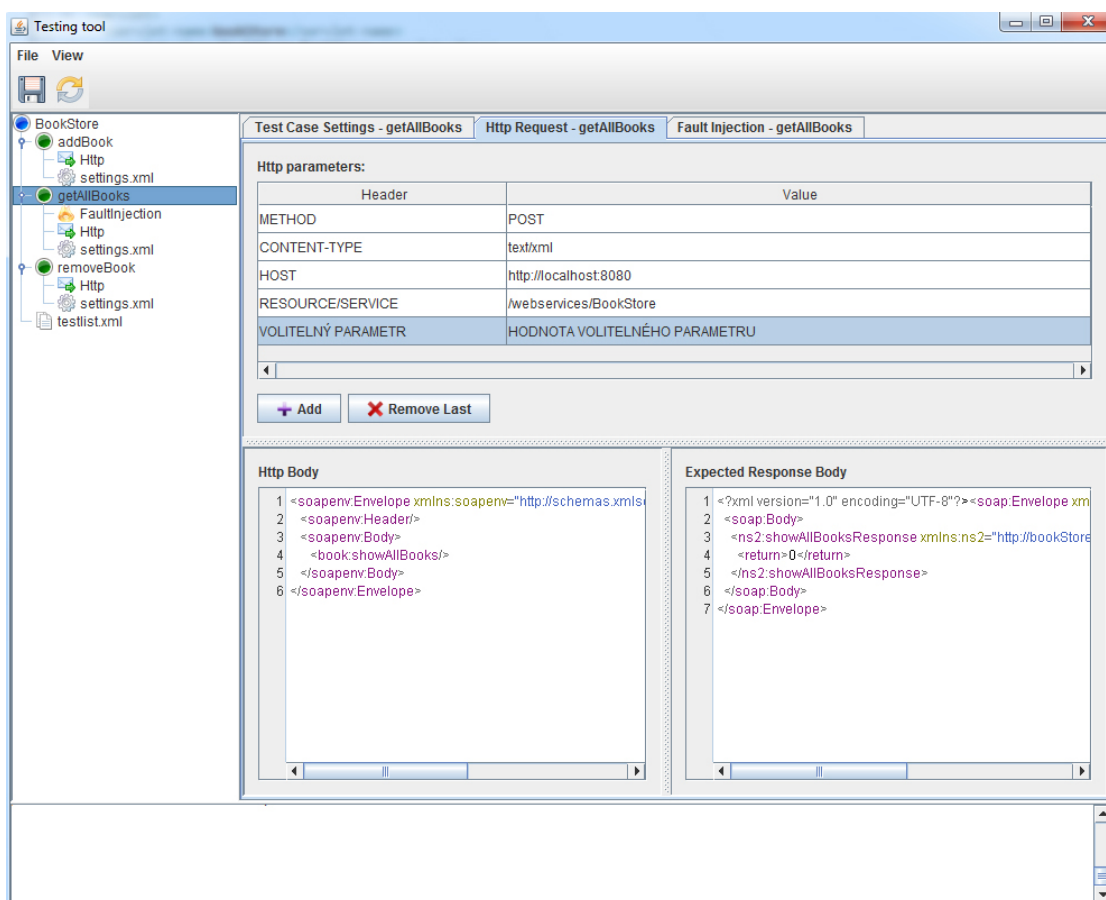 Testing tool
File View
BookStore
addBook
Http
settings.xml
getAllBooks
FaultInjection
Http
settings.xml
removeBook
Http
settings.xml
testlist.xml
Test Case Settings - getAllBooks
Http Request - getAllBooks
Fault Injection - getAllBooks
Http parameters:
Header Value
METHOD POST
CONTENT-TYPE text/xml
HOST http://localhost:8080
RESOURCE/SERVICE /webservices/BookStore
VOLITELNÝ PARAMETR HODNOTA VOLITELNÉHO PARAMETRU
Add
Remove Last
Http Body
1 <soapenv:Envelope xmlns:soapenv="http://schemas.xmls
2 <soapenv:Header/>
3 <soapenv:Body>
4 <book:showAllBooks/>
5 </soapenv:Body>
6 </soapenv:Envelope>
Expected Response Body
1 <?xml version="1.0" encoding="UTF-8"?><soap:Envelope xm
2 <soap:Body>
3 <ns2:showAllBooksResponse xmlns:ns2="http://bookStore
4 <return>0</return>
5 </ns2:showAllBooksResponse>
6 </soap:Body>
7 </soap:Envelope>